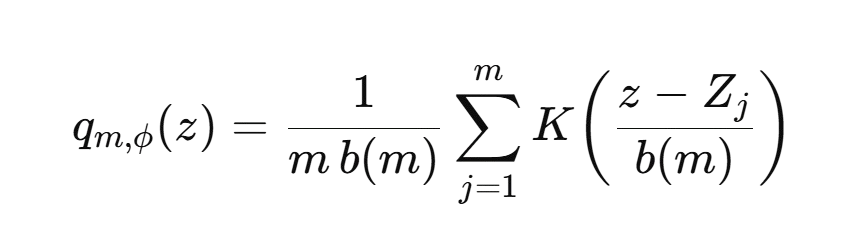 q_{m,\phi}(z) = \frac{1}{m\,b(m)} \sum_{j=1}^{m} K\left(\frac{z - Z_j}{b(m)}\right)